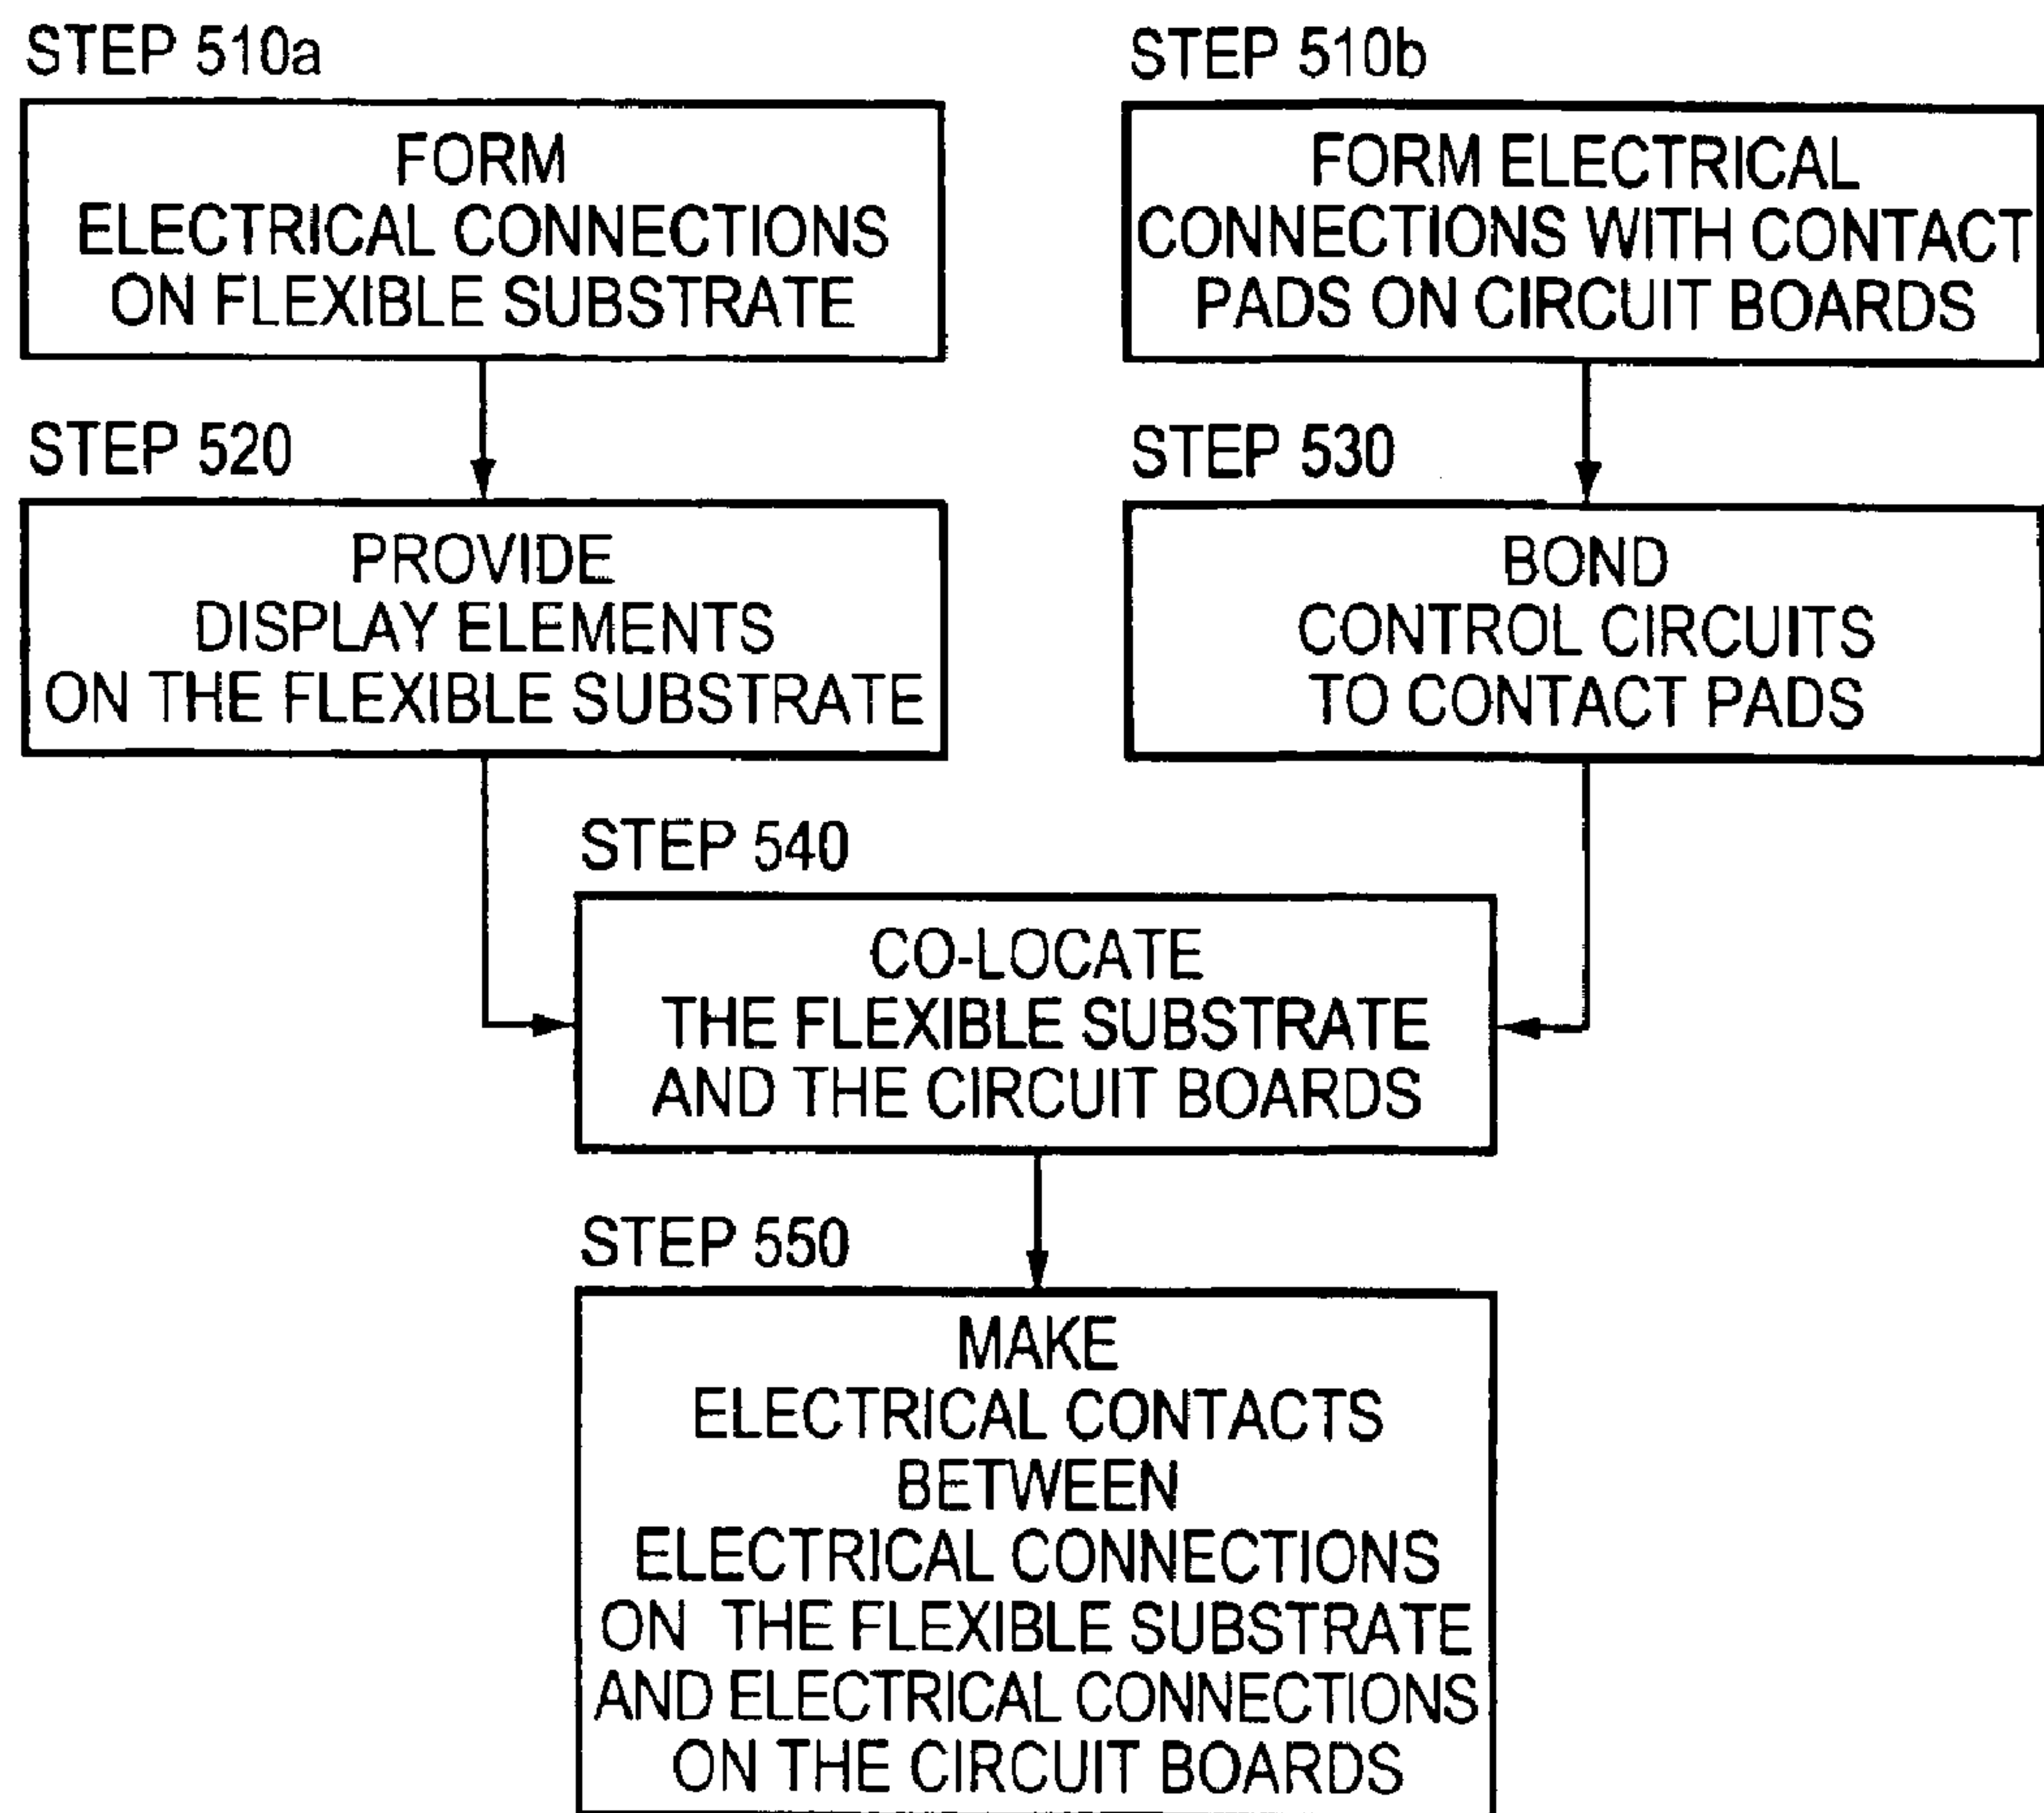 STEP 510a
FORM
ELECTRICAL CONNECTIONS
ON FLEXIBLE SUBSTRATE
STEP 510b
FORM ELECTRICAL
CONNECTIONS WITH CONTACT
PADS ON CIRCUIT BOARDS
STEP 520
PROVIDE
DISPLAY ELEMENTS
ON THE FLEXIBLE SUBSTRATE
STEP 530
BOND
CONTROL CIRCUITS
TO CONTACT PADS
STEP 540
CO-LOCATE
THE FLEXIBLE SUBSTRATE
AND THE CIRCUIT BOARDS
STEP 550
MAKE
ELECTRICAL CONTACTS
BETWEEN
ELECTRICAL CONNECTIONS
ON THE FLEXIBLE SUBSTRATE
AND ELECTRICAL CONNECTIONS
ON THE CIRCUIT BOARDS